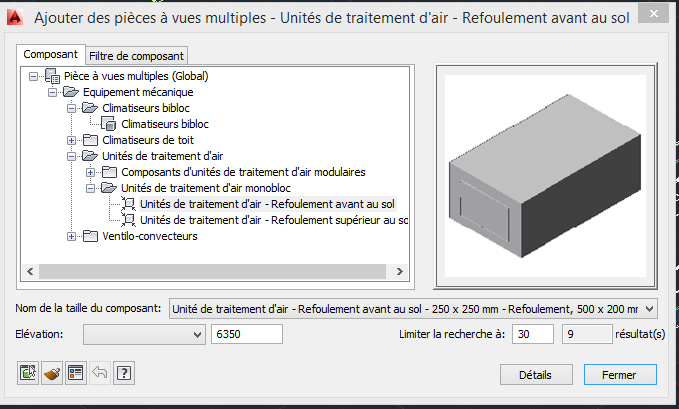 Ajouter des pièces à vues multiples - Unités de traitement d'air - Refoulement avant au sol
Composant
Filtre de composant
Pièce à vues multiples (Global)
Equipement mécanique
Climatiseurs bibloc
Climatiseurs bibloc
Climatiseurs de toit
Unités de traitement d'air
Composants d'unités de traitement d'air modulaires
Unités de traitement d'air monobloc
Unités de traitement d'air - Refoulement avant au sol
Unités de traitement d'air - Refoulement supérieur au so
Ventilo-convecteurs
Nom de la taille du composant: Unité de traitement d'air - Refoulement avant au sol - 250 x 250 mm - Refoulement, 500 x 200 mm
Elévation: 6350 Limiter la recherche à: 30 9 résultat(s)
Détails Fermer